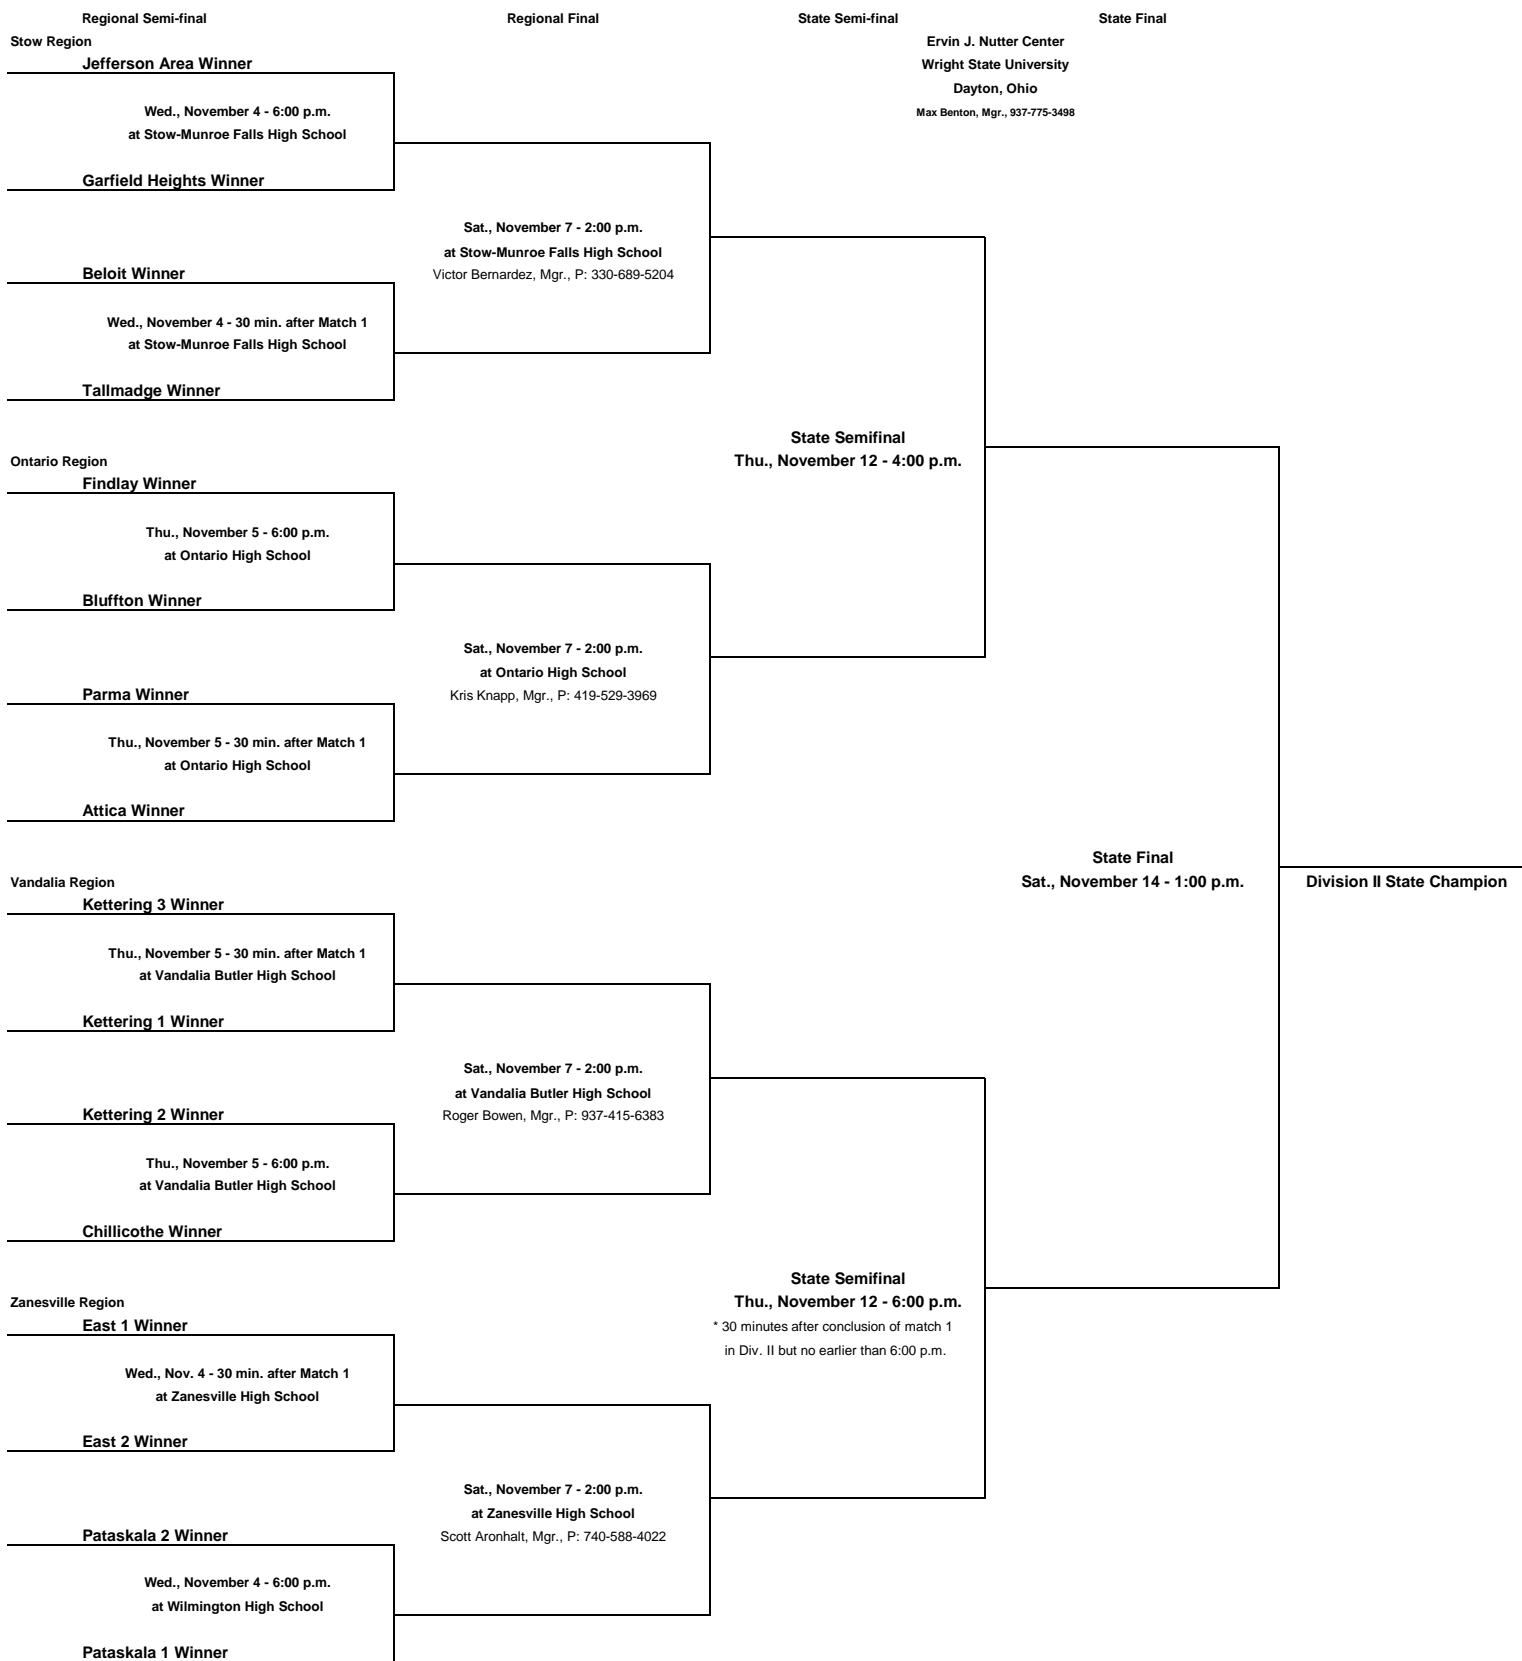 Regional Semi-final Regional Final State Semi-final State Final
Stow Region
Ervin J. Nutter Center
Wright State University
Dayton, Ohio
Max Benton, Mgr., 937-775-3498
Jefferson Area Winner
Wed., November 4 - 6:00 p.m.
at Stow-Munroe Falls High School
Garfield Heights Winner
Sat., November 7 - 2:00 p.m.
at Stow-Munroe Falls High School
Victor Bernardez, Mgr., P: 330-689-5204
Beloit Winner
Wed., November 4 - 30 min. after Match 1
at Stow-Munroe Falls High School
Tallmadge Winner
State Semifinal
Thu., November 12 - 4:00 p.m.
Ontario Region
Findlay Winner
Thu., November 5 - 6:00 p.m.
at Ontario High School
Bluffton Winner
Sat., November 7 - 2:00 p.m.
at Ontario High School
Kris Knapp, Mgr., P: 419-529-3969
Parma Winner
Thu., November 5 - 30 min. after Match 1
at Ontario High School
Attica Winner
State Final
Sat., November 14 - 1:00 p.m.
Division II State Champion
Vandalia Region
Kettering 3 Winner
Thu., November 5 - 30 min. after Match 1
at Vandalia Butler High School
Kettering 1 Winner
Sat., November 7 - 2:00 p.m.
at Vandalia Butler High School
Roger Bowen, Mgr., P: 937-415-6383
Kettering 2 Winner
Thu., November 5 - 6:00 p.m.
at Vandalia Butler High School
Chillicothe Winner
State Semifinal
Thu., November 12 - 6:00 p.m.
* 30 minutes after conclusion of match 1
in Div. II but no earlier than 6:00 p.m.
Zanesville Region
East 1 Winner
Wed., Nov. 4 - 30 min. after Match 1
at Zanesville High School
East 2 Winner
Sat., November 7 - 2:00 p.m.
at Zanesville High School
Scott Aronhalt, Mgr., P: 740-588-4022
Pataskala 2 Winner
Wed., November 4 - 6:00 p.m.
at Wilmington High School
Pataskala 1 Winner